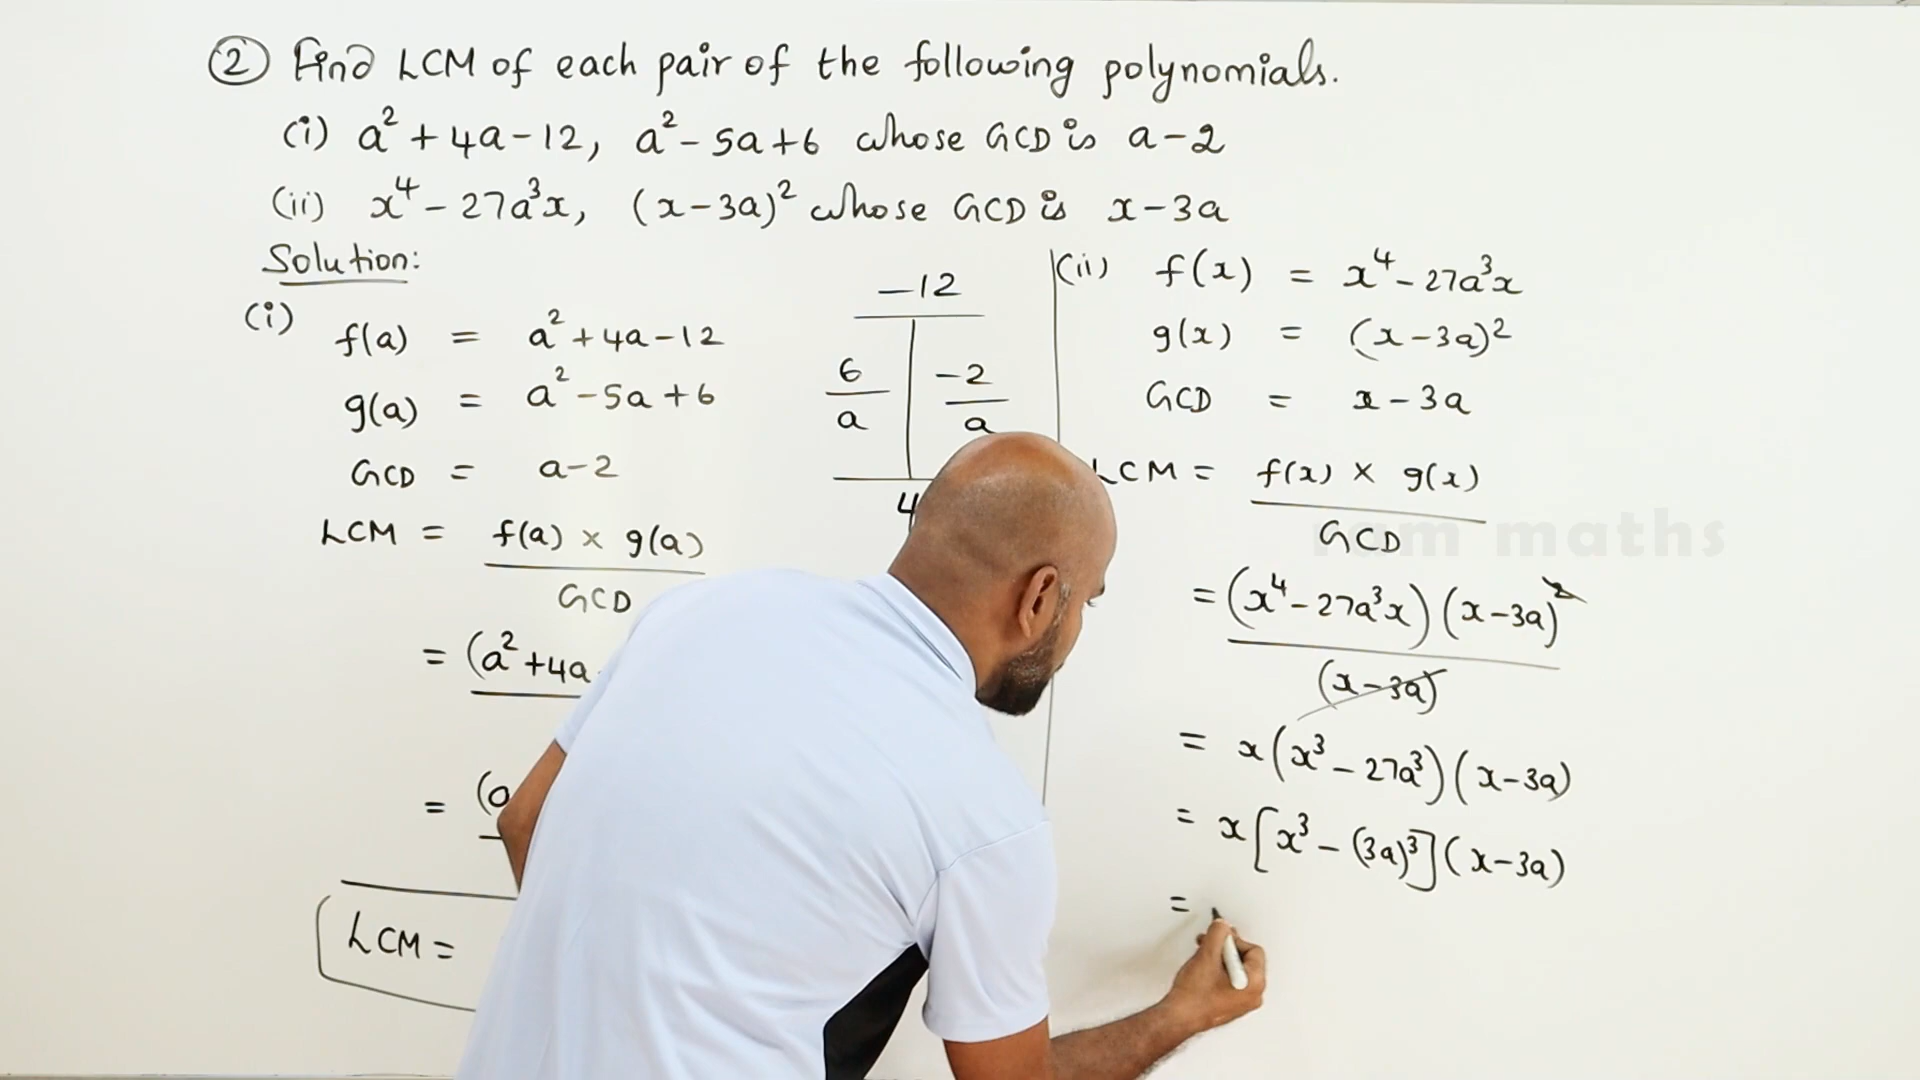 ② Find LCM of each pair of the following polynomials.
(i) a² + 4a - 12, a² - 5a + 6 whose GCD is a - 2
(ii) x⁴ - 27a³x, (x - 3a)² whose GCD is x - 3a
Solution:
(i) f(a) = a² + 4a - 12
g(a) = a² - 5a + 6
GCD = a - 2
LCM = f(a) × g(a)
GCD
= (a² + 4a
= (a
LCM =
-12
6 -2
a a
4
(ii) f(x) = x⁴ - 27a³x
g(x) = (x - 3a)²
GCD = x - 3a
LCM = f(x) × g(x)
GCD
= (x⁴ - 27a³x)(x - 3a)²
(x - 3a)
= x(x³ - 27a³)(x - 3a)
= x[x³ - (3a)³](x - 3a)
=
maths